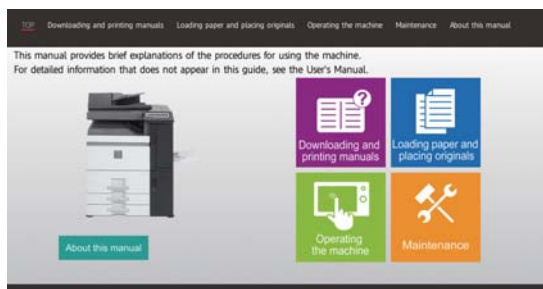 TOP Downloading and printing manuals Loading paper and placing originals Operating the machine Maintenance About this manual
This manual provides brief explanations of the procedures for using the machine.
For detailed information that does not appear in this guide, see the User's Manual.
Downloading and
printing manuals
Loading paper and
placing originals
Operating
the machine
Maintenance
About this manual